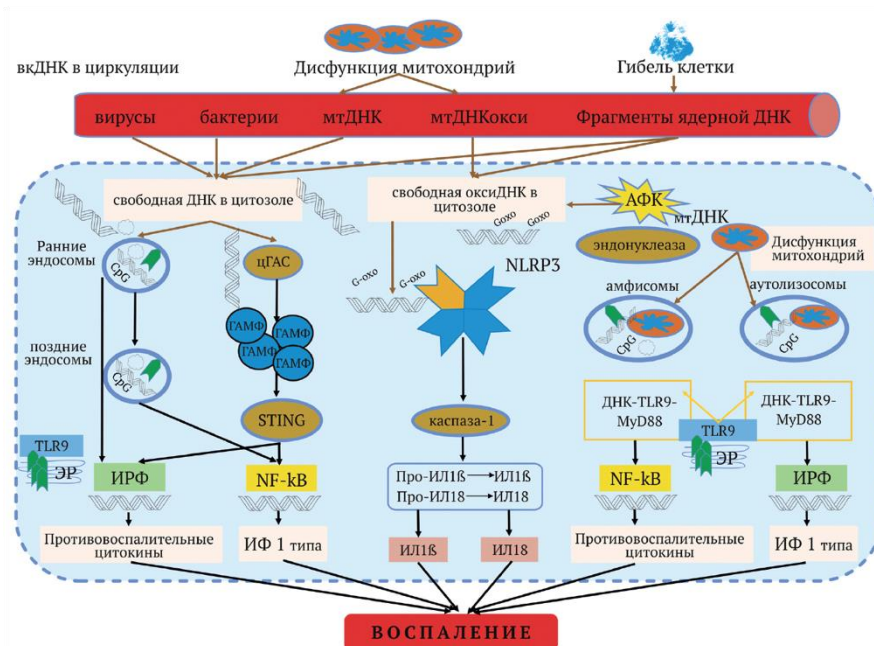 вкДНК в циркуляции
Дисфункция митохондрий
Гибель клетки
вирусы
бактерии
мтДНК
мтДНКокси
Фрагменты ядерной ДНК
свободная ДНК в цитозоле
свободная оксиДНК в
цитозоле
АФК
мтДНК
Goxo
Goxo
Ранние
эндосомы
CpG
цГАС
G-oxo
G-oxo
NLRP3
эндонуклеаза
Дисфункция
митохондрий
ГАМФ
ГАМФ
ГАМФ
ГАМФ
амфисомы
аутолизосомы
CpG
CpG
поздние
эндосомы
CpG
STING
каспаза-1
ДНК-TLR9-
MyD88
ДНК-TLR9-
MyD88
TLR9
ЭР
TLR9
ЭР
ИРФ
NF-kB
Про-ИЛ1ß
ИЛ1ß
Про-ИЛ18
ИЛ18
NF-kB
ИРФ
Противовоспалительные
цитокины
ИФ 1 типа
ИЛ1ß
ИЛ18
Противовоспалительные
цитокины
ИФ 1 типа
ВОСПАЛЕНИЕ